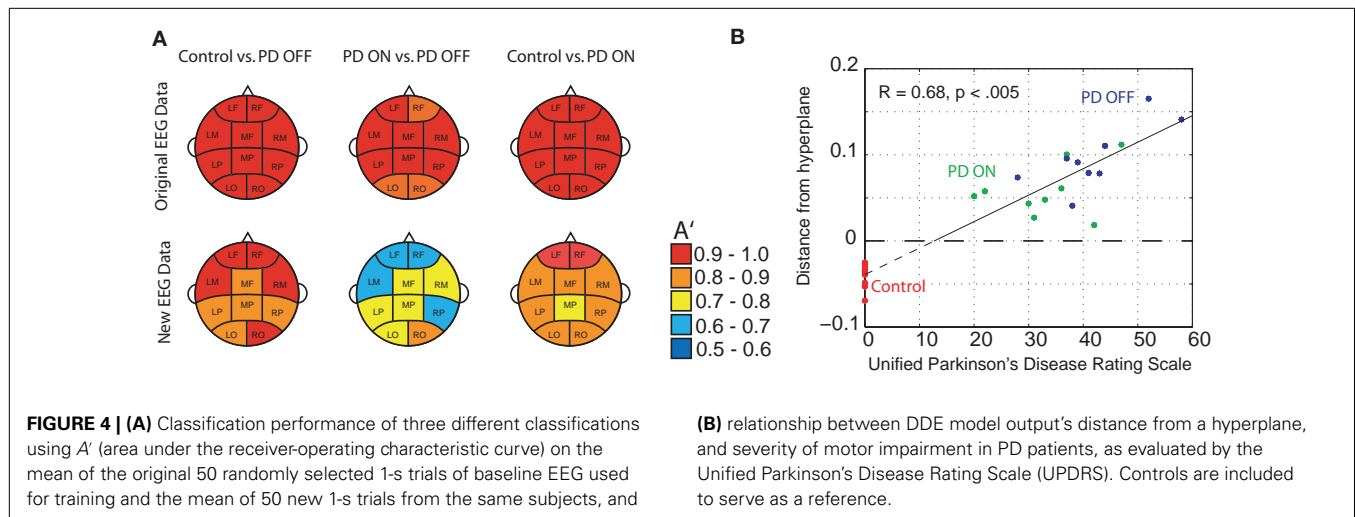 A
Control vs. PD OFF
PD ON vs. PD OFF
Control vs. PD ON
Original EEG Data
LF RF
LM MF RM
LP MP RP
LO RO
LF RF
LM MF RM
LP MP RP
LO RO
LF RF
LM MF RM
LP MP RP
LO RO
New EEG Data
LF RF
LM MF RM
LP MP RP
LO RO
LF RF
LM MF RM
LP MP RP
LO RO
LF RF
LM MF RM
LP MP RP
LO RO
A′
0.9 - 1.0
0.8 - 0.9
0.7 - 0.8
0.6 - 0.7
0.5 - 0.6
B
R = 0.68, p < .005
PD OFF
PD ON
Control
Distance from hyperplane
0.2
0.1
0
−0.1
0 10 20 30 40 50 60
Unified Parkinson's Disease Rating Scale
FIGURE 4 | (A) Classification performance of three different classifications
using A′ (area under the receiver-operating characteristic curve) on the
mean of the original 50 randomly selected 1-s trials of baseline EEG used
for training and the mean of 50 new 1-s trials from the same subjects, and
(B) relationship between DDE model output's distance from a hyperplane,
and severity of motor impairment in PD patients, as evaluated by the
Unified Parkinson's Disease Rating Scale (UPDRS). Controls are included
to serve as a reference.